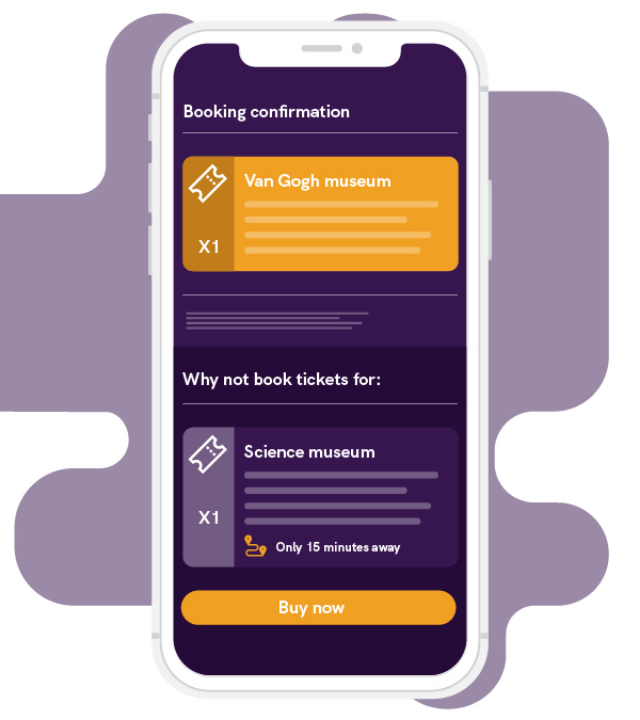 Booking confirmation
Van Gogh museum
X1
Why not book tickets for:
Science museum
X1
Only 15 minutes away
Buy now